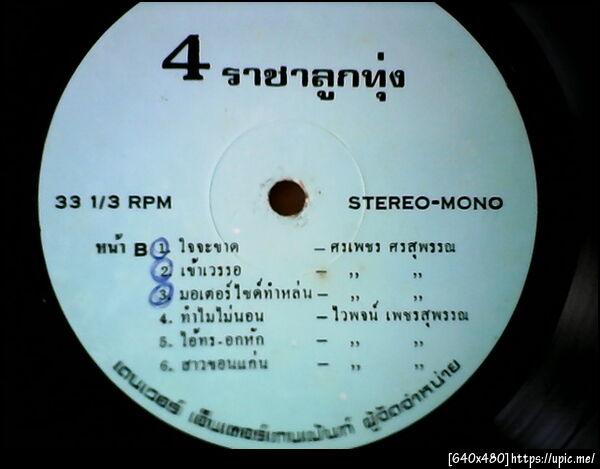 4 ราชาลูกทุ่ง
33 1/3 RPM STEREO-MONO
หน้า B 1. ใจจะขาด – ศรเพชร ศรสุพรรณ
2. เข้าเวรรอ – ,, ,,
3. มอเตอร์ไซด์ทำหล่น – ,, ,,
4. ทำไมไม่นอน – ไวพจน์ เพชรสุพรรณ
5. ไอ้ทุย-อกหัก – ,, ,,
6. สาวขอนแก่น – ,, ,,
เดนเวอร์ เอ็นเตอร์เทนเม้นท์ ผู้จัดจำหน่าย
[640x480]https://upic.me/